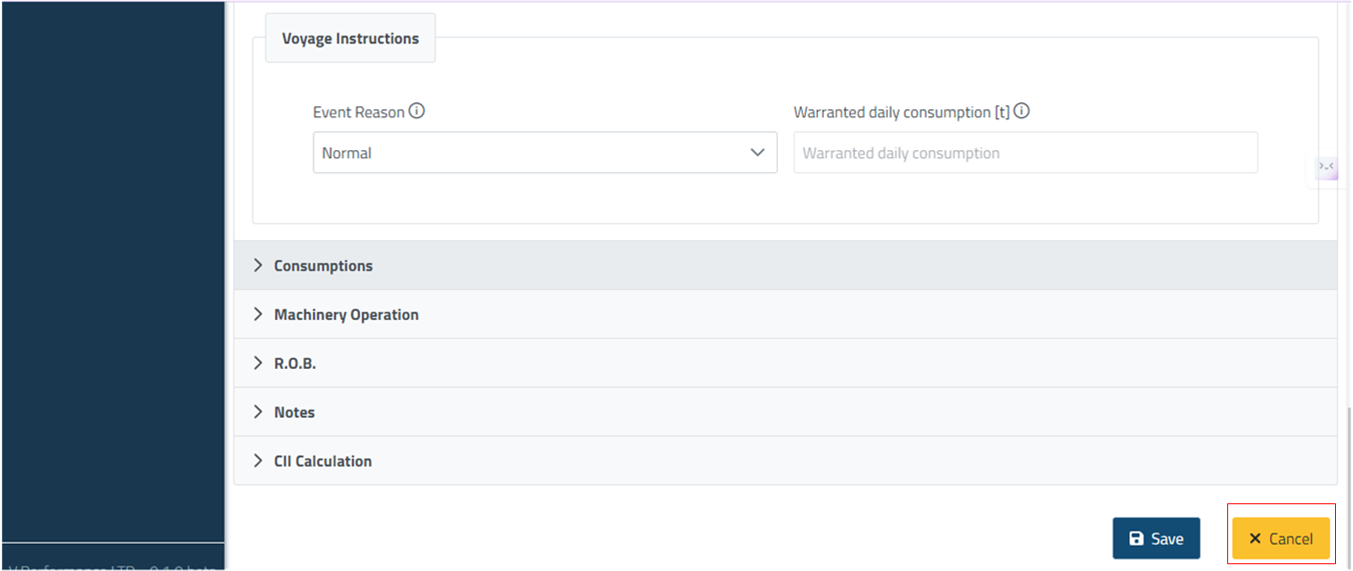 Voyage Instructions
Event Reason
Warranted daily consumption [t]
Normal
Warranted daily consumption
Consumptions
Machinery Operation
R.O.B.
Notes
CII Calculation
Save
Cancel